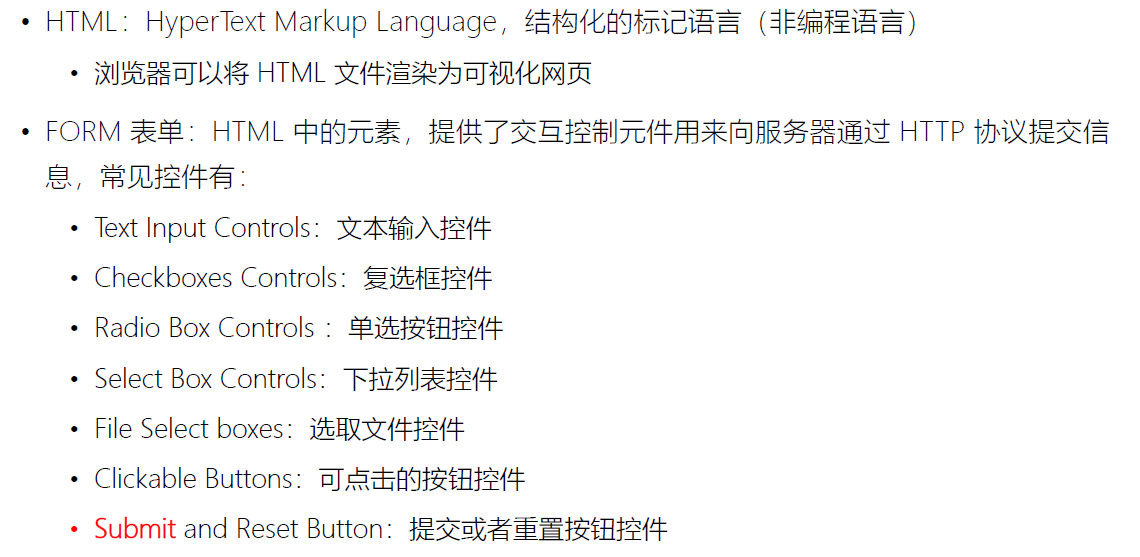 • HTML：HyperText Markup Language，结构化的标记语言（非编程语言）
• 浏览器可以将 HTML 文件渲染为可视化网页
• FORM 表单：HTML 中的元素，提供了交互控制元件用来向服务器通过 HTTP 协议提交信
息，常见控件有：
• Text Input Controls：文本输入控件
• Checkboxes Controls：复选框控件
• Radio Box Controls ：单选按钮控件
• Select Box Controls：下拉列表控件
• File Select boxes：选取文件控件
• Clickable Buttons：可点击的按钮控件
• Submit and Reset Button：提交或者重置按钮控件